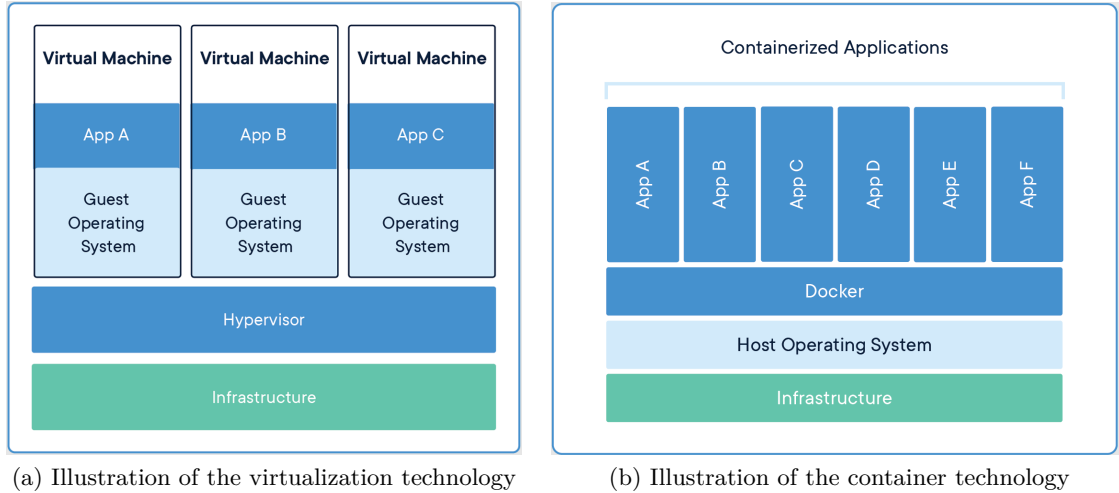 Virtual Machine
App A
Guest
Operating
System
Virtual Machine
App B
Guest
Operating
System
Virtual Machine
App C
Guest
Operating
System
Hypervisor
Infrastructure
(a) Illustration of the virtualization technology
Containerized Applications
App A
App B
App C
App D
App E
App F
Docker
Host Operating System
Infrastructure
(b) Illustration of the container technology